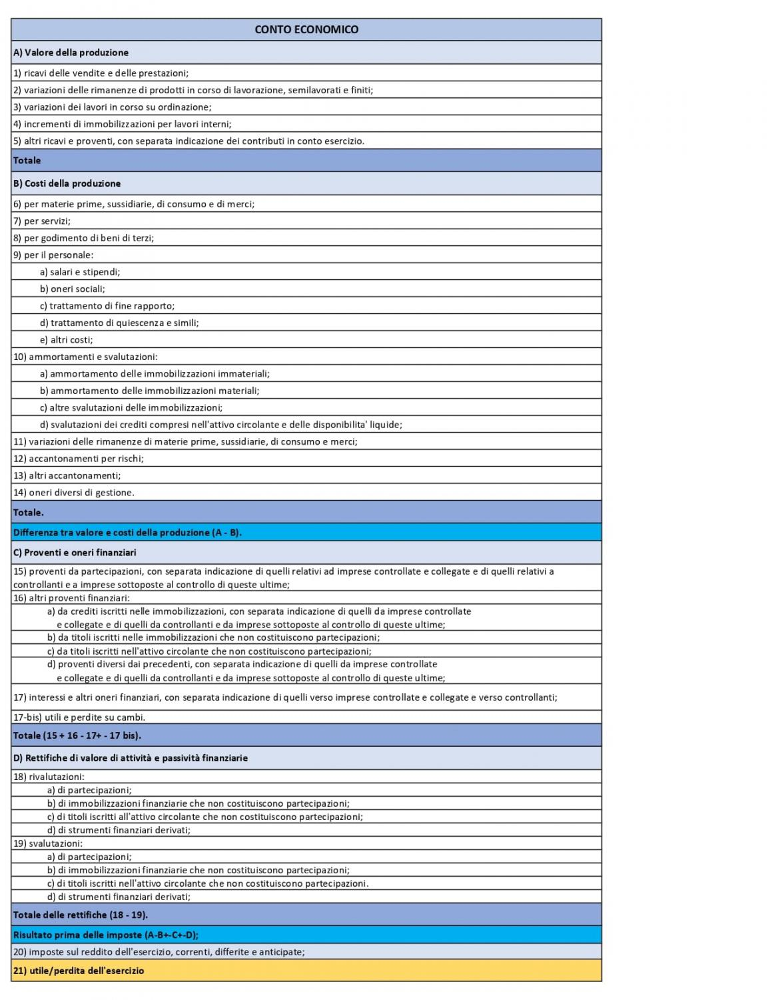 CONTO ECONOMICO
A) Valore della produzione
1) ricavi delle vendite e delle prestazioni;
2) variazioni delle rimanenze di prodotti in corso di lavorazione, semilavorati e finiti;
3) variazioni dei lavori in corso su ordinazione;
4) incrementi di immobilizzazioni per lavori interni;
5) altri ricavi e proventi, con separata indicazione dei contributi in conto esercizio.
Totale
B) Costi della produzione
6) per materie prime, sussidiarie, di consumo e di merci;
7) per servizi;
8) per godimento di beni di terzi;
9) per il personale:
a) salari e stipendi;
b) oneri sociali;
c) trattamento di fine rapporto;
d) trattamento di quiescenza e simili;
e) altri costi;
10) ammortamenti e svalutazioni:
a) ammortamento delle immobilizzazioni immateriali;
b) ammortamento delle immobilizzazioni materiali;
c) altre svalutazioni delle immobilizzazioni;
d) svalutazioni dei crediti compresi nell'attivo circolante e delle disponibilita' liquide;
11) variazioni delle rimanenze di materie prime, sussidiarie, di consumo e merci;
12) accantonamenti per rischi;
13) altri accantonamenti;
14) oneri diversi di gestione.
Totale.
Differenza tra valore e costi della produzione (A - B).
C) Proventi e oneri finanziari
15) proventi da partecipazioni, con separata indicazione di quelli relativi ad imprese controllate e collegate e di quelli relativi a
controllanti e a imprese sottoposte al controllo di queste ultime;
16) altri proventi finanziari:
a) da crediti iscritti nelle immobilizzazioni, con separata indicazione di quelli da imprese controllate
e collegate e di quelli da controllanti e da imprese sottoposte al controllo di queste ultime;
b) da titoli iscritti nelle immobilizzazioni che non costituiscono partecipazioni;
c) da titoli iscritti nell'attivo circolante che non costituiscono partecipazioni;
d) proventi diversi dai precedenti, con separata indicazione di quelli da imprese controllate
e collegate e di quelli da controllanti e da imprese sottoposte al controllo di queste ultime;
17) interessi e altri oneri finanziari, con separata indicazione di quelli verso imprese controllate e collegate e verso controllanti;
17-bis) utili e perdite su cambi.
Totale (15 + 16 - 17+ - 17 bis).
D) Rettifiche di valore di attività e passività finanziarie
18) rivalutazioni:
a) di partecipazioni;
b) di immobilizzazioni finanziarie che non costituiscono partecipazioni;
c) di titoli iscritti all'attivo circolante che non costituiscono partecipazioni;
d) di strumenti finanziari derivati;
19) svalutazioni:
a) di partecipazioni;
b) di immobilizzazioni finanziarie che non costituiscono partecipazioni;
c) di titoli iscritti nell'attivo circolante che non costituiscono partecipazioni.
d) di strumenti finanziari derivati;
Totale delle rettifiche (18 - 19).
Risultato prima delle imposte (A-B+-C+-D);
20) imposte sul reddito dell'esercizio, correnti, differite e anticipate;
21) utile/perdita dell'esercizio